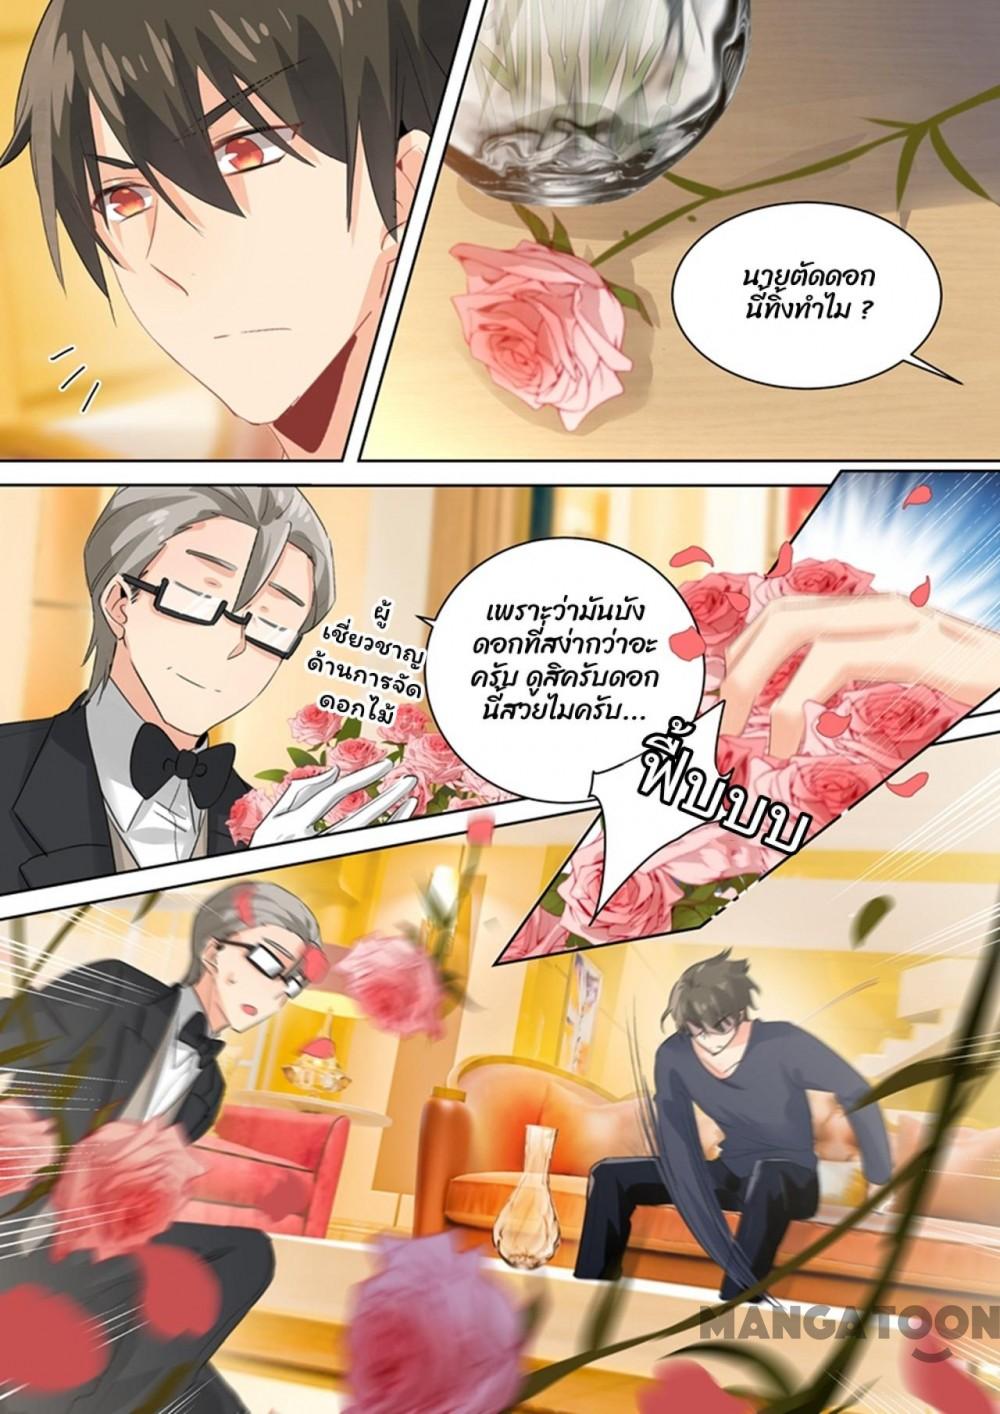 นายตัดดอก
นี้ทิ้งทำไม ?
ผู้
เชี่ยวชาญ
ด้านการจัด
ดอกไม้
เพราะว่ามันบัง
ดอกที่สง่ากว่าอะ
ครับ ดูสิครับดอก
นี้สวยไมครับ...
ฟื้บบบ
MANGATOON